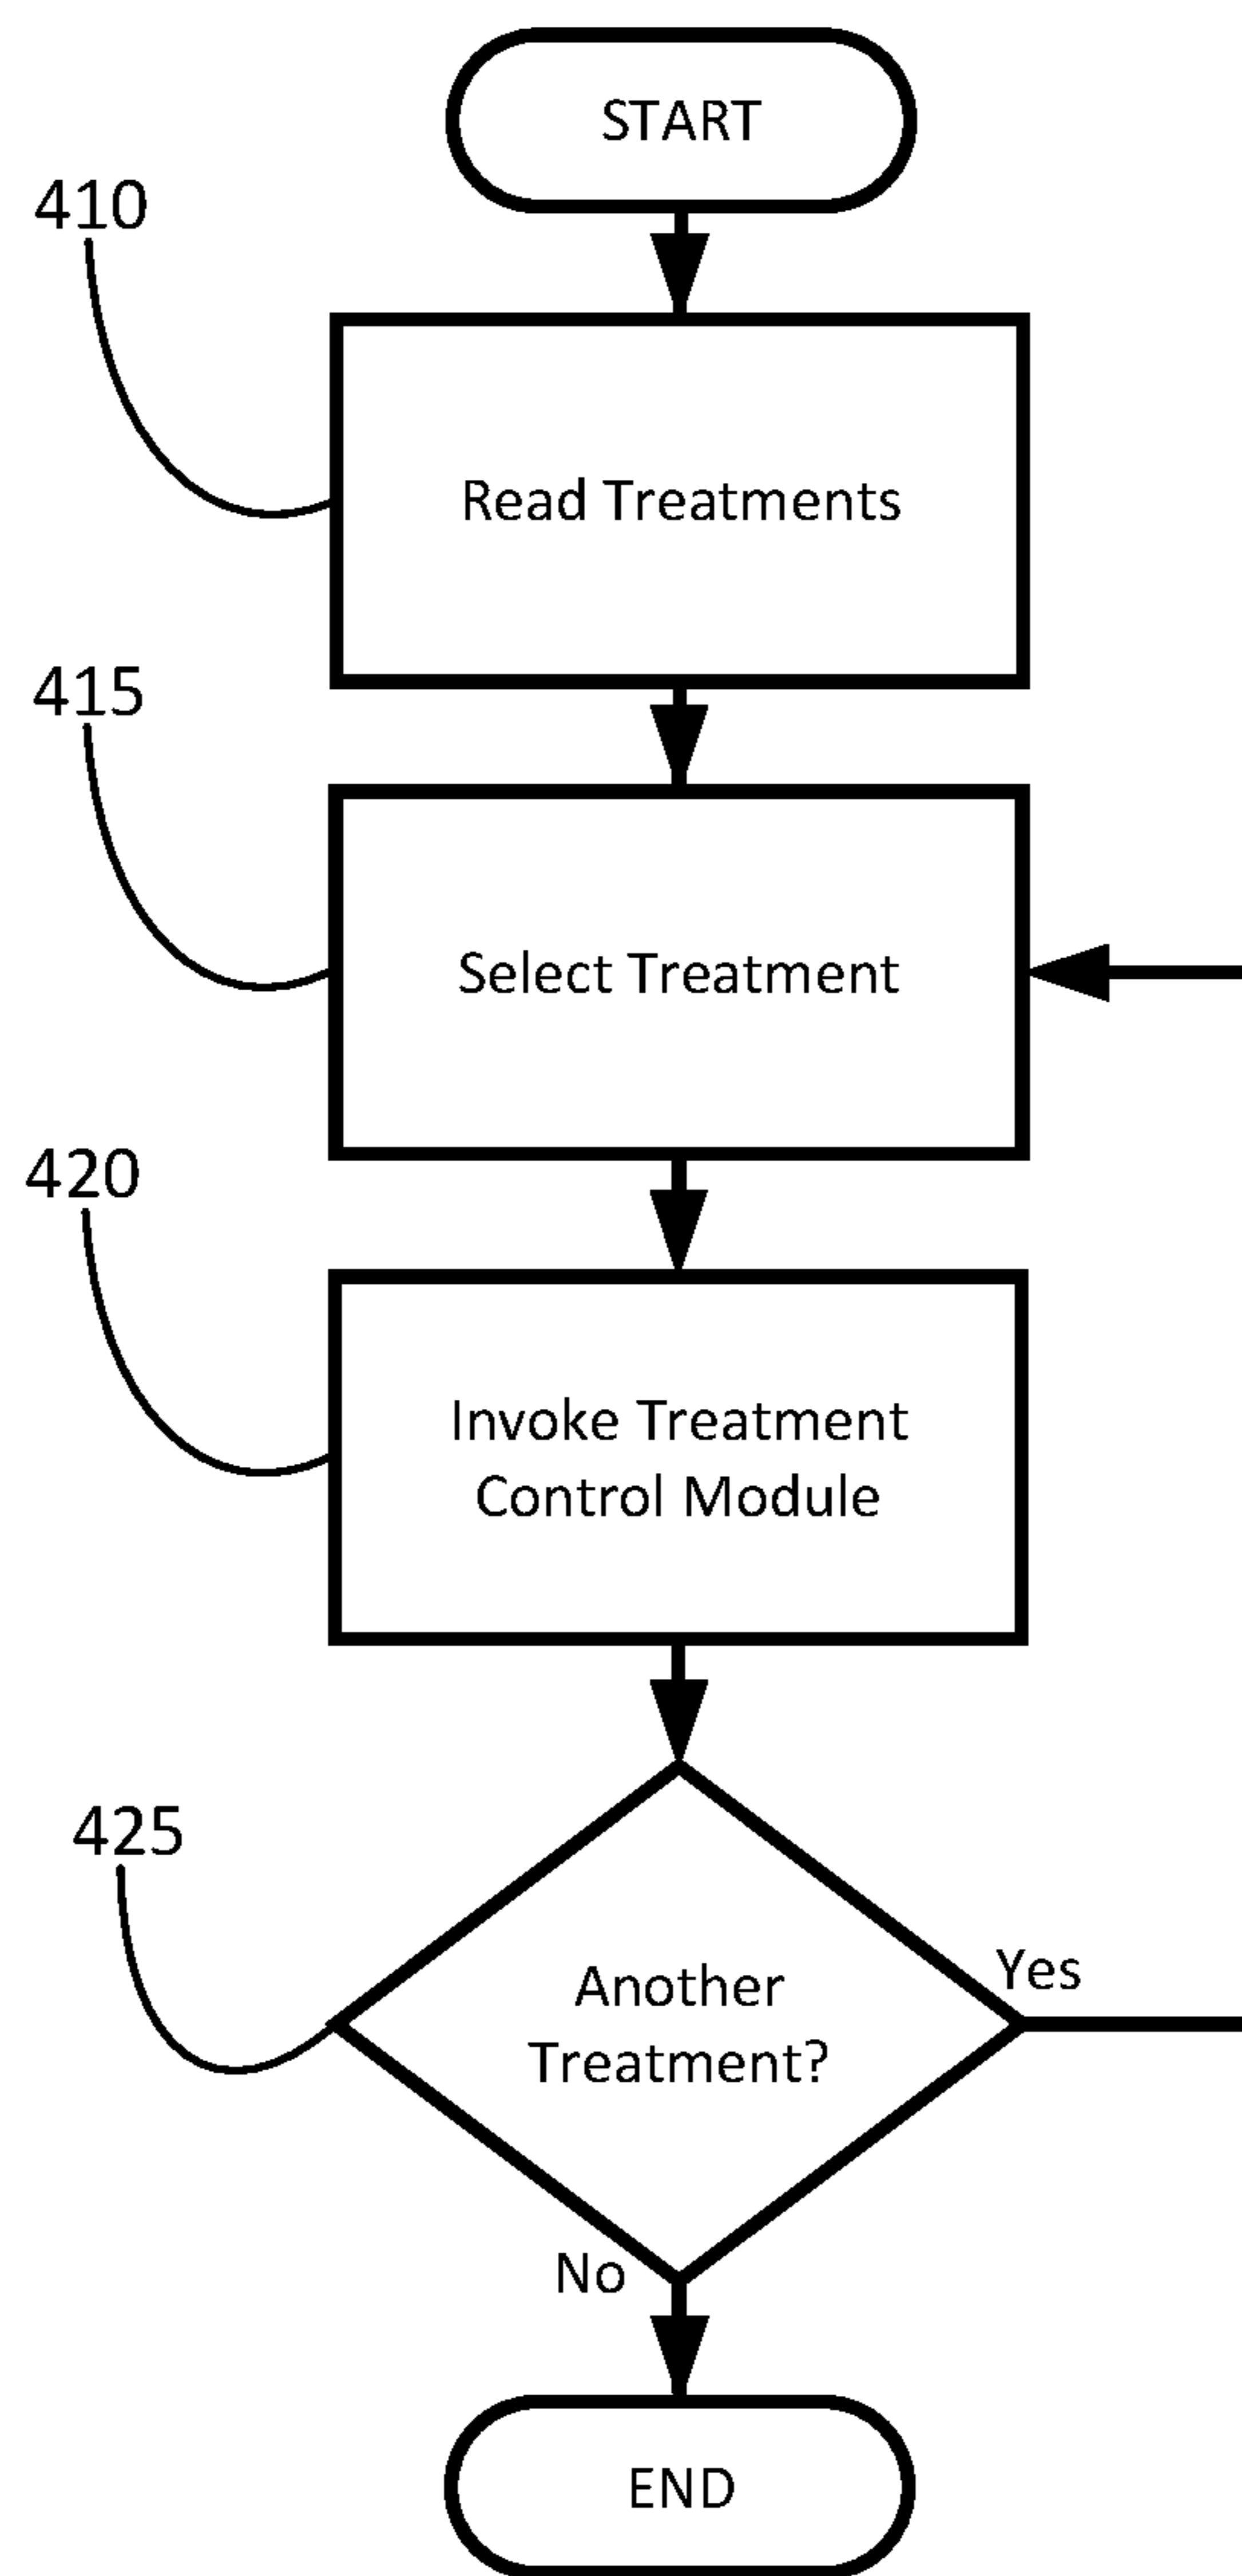 START
410
Read Treatments
415
Select Treatment
420
Invoke Treatment
Control Module
425
Another
Treatment?
Yes
No
END